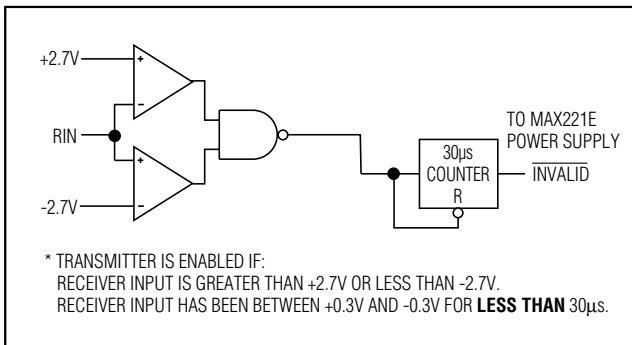 +2.7V
+
-
RIN
+
-
-2.7V
30µs
COUNTER
R
TO MAX221E
POWER SUPPLY
INVALID
* TRANSMITTER IS ENABLED IF:
RECEIVER INPUT IS GREATER THAN +2.7V OR LESS THAN -2.7V.
RECEIVER INPUT HAS BEEN BETWEEN +0.3V AND -0.3V FOR LESS THAN 30µs.